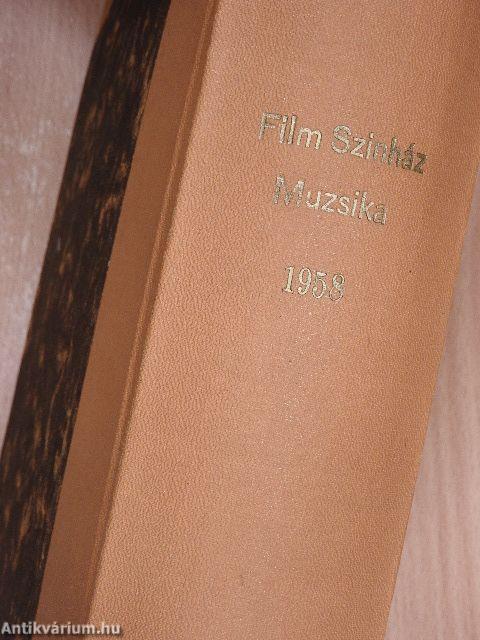 Film Szinház
Muzsika
1958
Antikvárium.hu